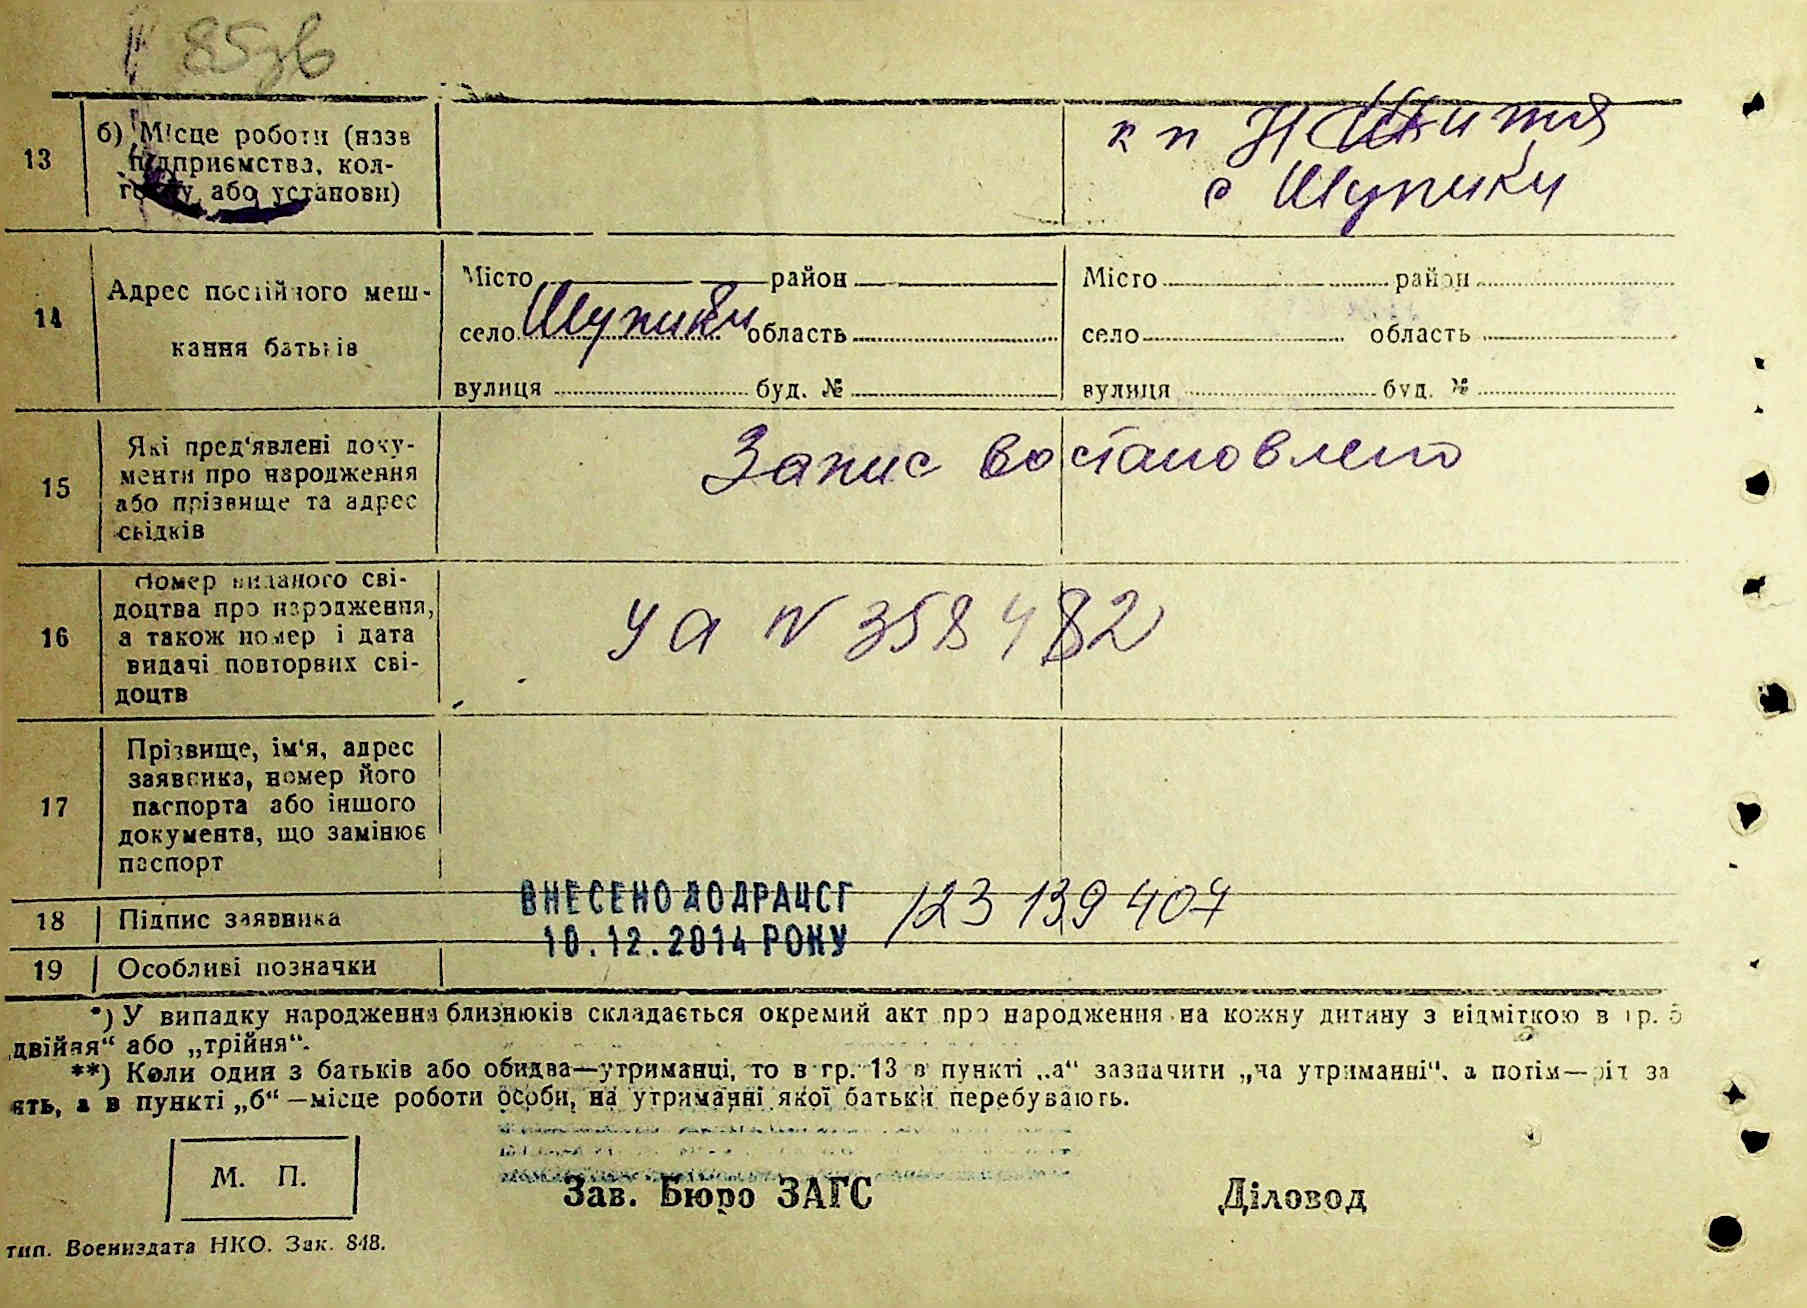 85зв
13 б) Місце роботи (назв
підприємства, кол-
госпу або установи)
к п Н Життя
с Шупики
14 Адрес постійного меш-
кання батьків
Місто район Місто район
село Шупики область село область
вулиця буд. № вулиця буд. №
15 Які пред'явлені доку-
менти про народження
або прізвище та адрес
свідків
Запис востановлено
16 Номер виданого сві-
доцтва про народження,
а також номер і дата
видачі повторних сві-
доцтв
УА N 358482
17 Прізвище, ім'я, адрес
заявника, номер його
паспорта або іншого
документа, що замінює
паспорт
18 Підпис заявника
ВНЕСЕНО ДО ДРАЦСГ 123 139 407
10.12.2014 РОКУ
19 Особливі позначки
*) У випадку народження близнюків складається окремий акт про народження на кожну дитину з відміткою в гр. 5
„двійня“ або „трійня“.
**) Коли один з батьків або обидва—утриманці, то в гр. 13 в пункті „а“ зазначити „на утриманні“, а потім— за
ять, а в пункті „б“ —місце роботи особи, на утриманні якої батьки перебувають.
М. П.
Зав. Бюро ЗАГС Діловод
тип. Воениздата НКО. Зак. 848.